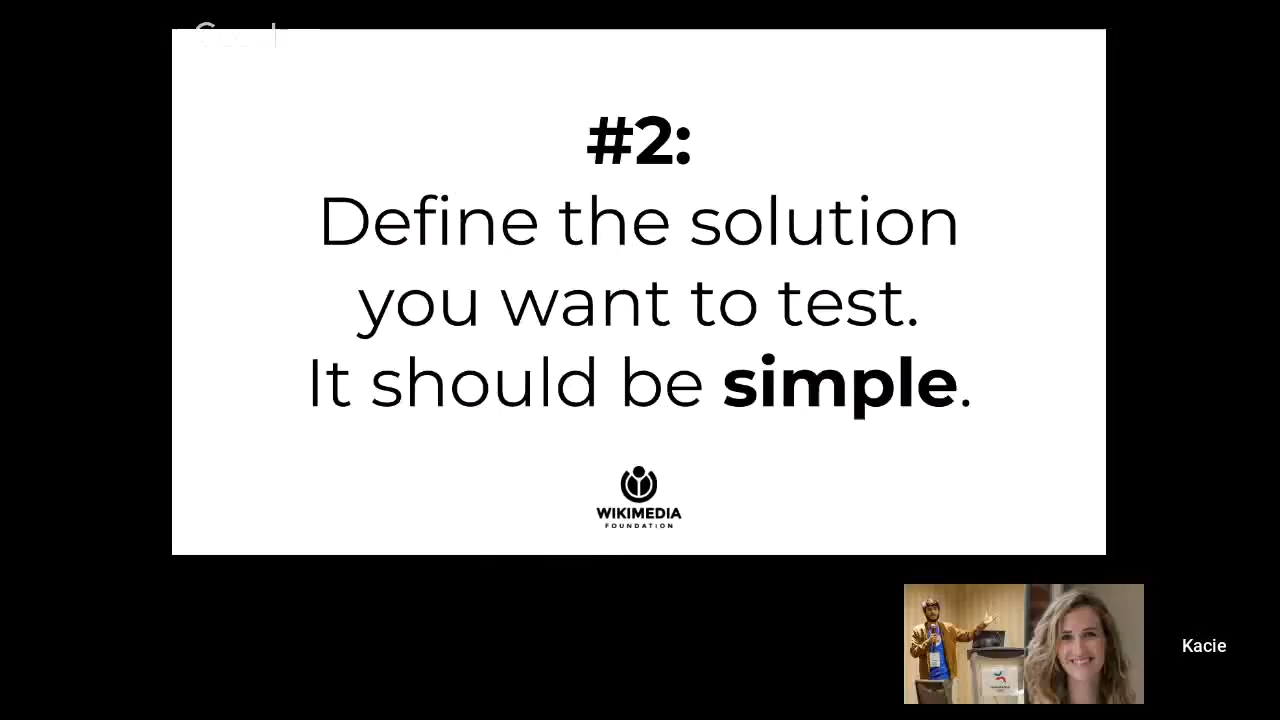 #2:
Define the solution
you want to test.
It should be simple.
WIKIMEDIA
FOUNDATION
Kacie